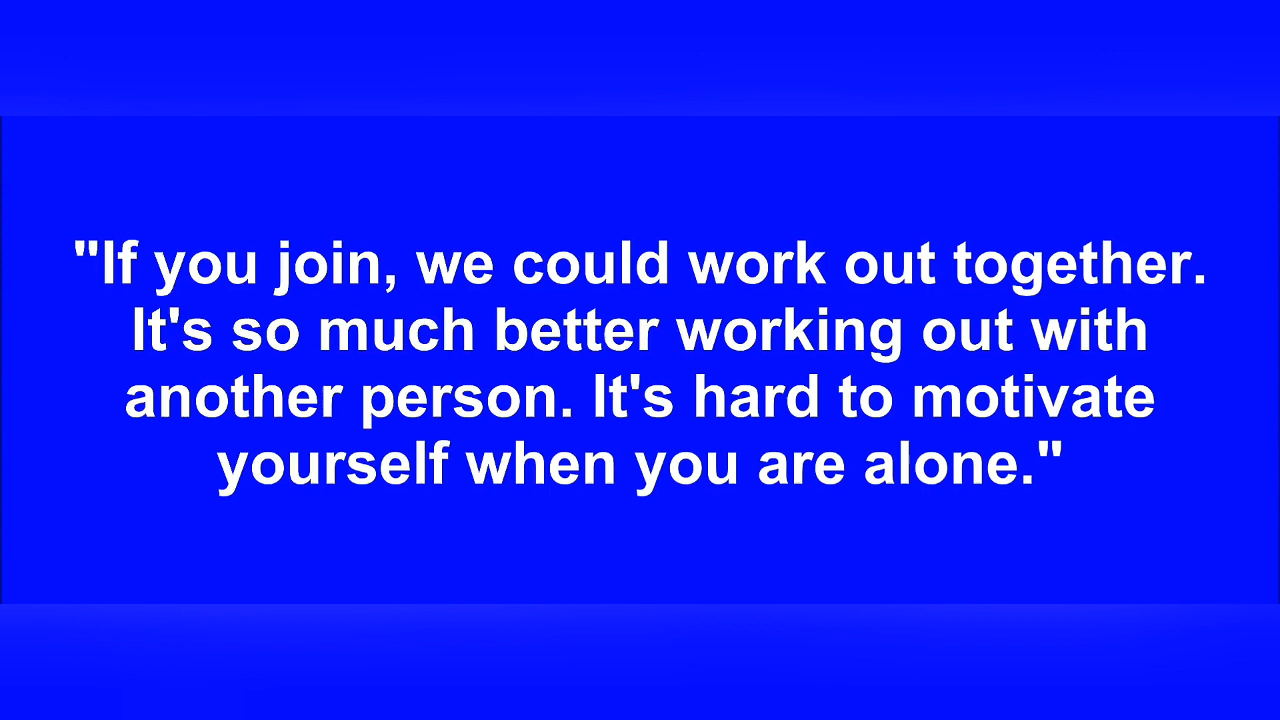 "If you join, we could work out together.
It's so much better working out with
another person. It's hard to motivate
yourself when you are alone."